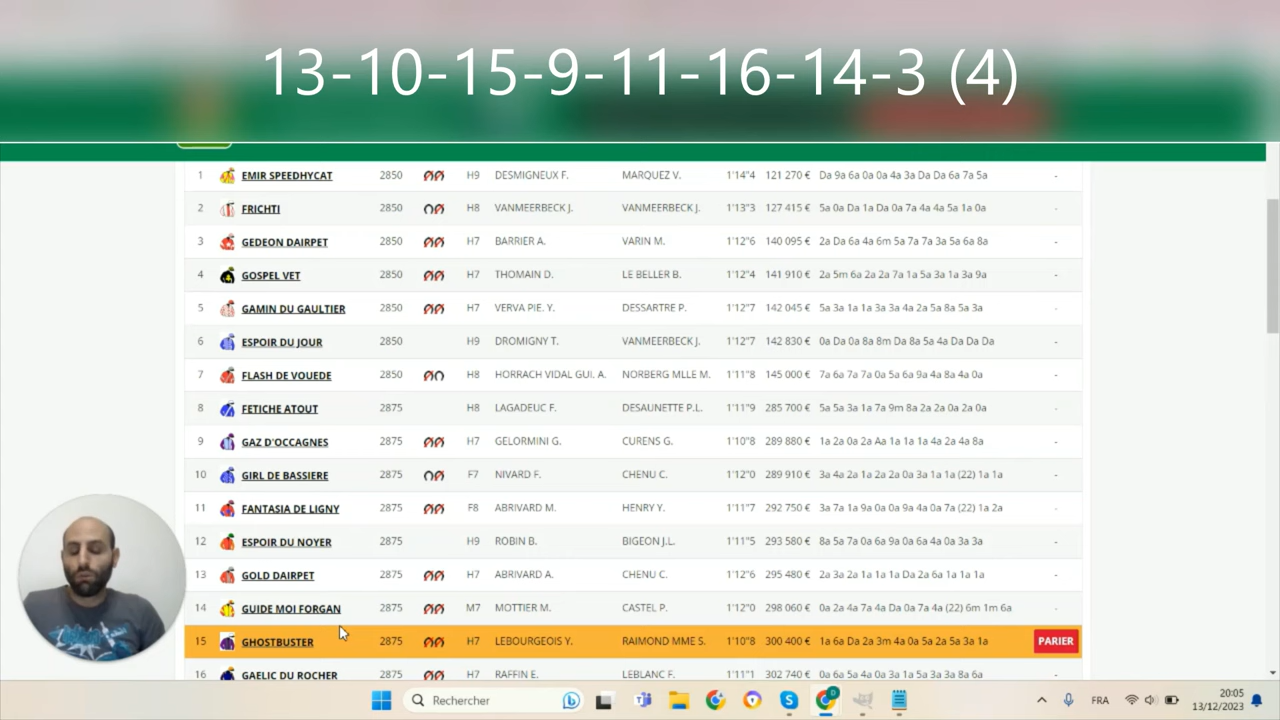 13-10-15-9-11-16-14-3 (4)
1 EMIR SPEEDHYCAT 2850 H9 DESMIGNEUX F. MARQUEZ V. 1'14"4 121 270 € Da 9a 6a 0a 0a 4a 3a Da Da 6a 7a 5a -
2 FRICHTI 2850 H8 VANMEERBECK J. VANMEERBECK J. 1'13"3 127 415 € 5a 0a Da 1a Da 0a 7a 4a 4a 5a 1a 0a -
3 GEDEON DAIRPET 2850 H7 BARRIER A. VARIN M. 1'12"6 140 095 € 2a Da 6a 4a 6m 5a 7a 7a 3a 5a 6a 8a -
4 GOSPEL VET 2850 H7 THOMAIN D. LE BELLER B. 1'12"4 141 910 € 2a 5m 6a 2a 2a 7a 1a 5a 3a 1a 3a 9a -
5 GAMIN DU GAULTIER 2850 H7 VERVA PIE. Y. DESSARTRE P. 1'12"7 142 045 € 5a 3a 1a 1a 3a 3a 4a 2a 5a 8a 5a 3a -
6 ESPOIR DU JOUR 2850 H9 DROMIGNY T. VANMEERBECK J. 1'12"7 142 830 € 0a Da 0a 8a 8m Da 8a 5a 4a Da Da Da -
7 FLASH DE VOUEDE 2850 H8 HORRACH VIDAL GUI. A. NORBERG MLLE M. 1'11"8 145 000 € 7a 6a 7a 7a 0a 5a 6a 9a 4a 8a 4a 0a -
8 FETICHE ATOUT 2875 H8 LAGADEUC F. DESAUNETTE P.L. 1'11"9 285 700 € 5a 5a 3a 1a 7a 9m 8a 2a 2a 0a 2a 0a -
9 GAZ D'OCCAGNES 2875 H7 GELORMINI G. CURENS G. 1'10"8 289 880 € 1a 2a 0a 2a Aa 1a 1a 1a 4a 2a 4a 8a -
10 GIRL DE BASSIERE 2875 F7 NIVARD F. CHENU C. 1'12"0 289 910 € 3a 4a 2a 1a 2a 2a 0a 3a 1a 1a (22) 1a 1a -
11 FANTASIA DE LIGNY 2875 F8 ABRIVARD M. HENRY Y. 1'11"7 292 750 € 3a 7a 1a 9a 0a 0a 9a 4a 0a 7a (22) 1a 2a -
12 ESPOIR DU NOYER 2875 H9 ROBIN B. BIGEON J.L. 1'11"5 293 580 € 8a 5a 7a 0a 6a 9a 0a 6a 4a 0a 3a 3a -
13 GOLD DAIRPET 2875 H7 ABRIVARD A. CHENU C. 1'12"6 295 480 € 2a 3a 2a 1a 1a 1a Da 2a 6a 1a 1a 1a -
14 GUIDE MOI FORGAN 2875 M7 MOTTIER M. CASTEL P. 1'12"0 298 060 € 0a 2a 4a 7a 4a Da 0a 7a 4a (22) 6m 1m 6a -
15 GHOSTBUSTER 2875 H7 LEBOURGEOIS Y. RAIMOND MME S. 1'10"8 300 400 € 1a 6a Da 2a 3m 4a 0a 5a 2a 5a 3a 1a PARIER
16 GAELIC DU ROCHER 2875 H7 RAFFIN E. LEBLANC F. 1'11"1 302 740 € 0a 6a 5a 4a 0a 3a 1a 5a 3a 3a 8a 6a -
Rechercher FRA 20:05
13/12/2023